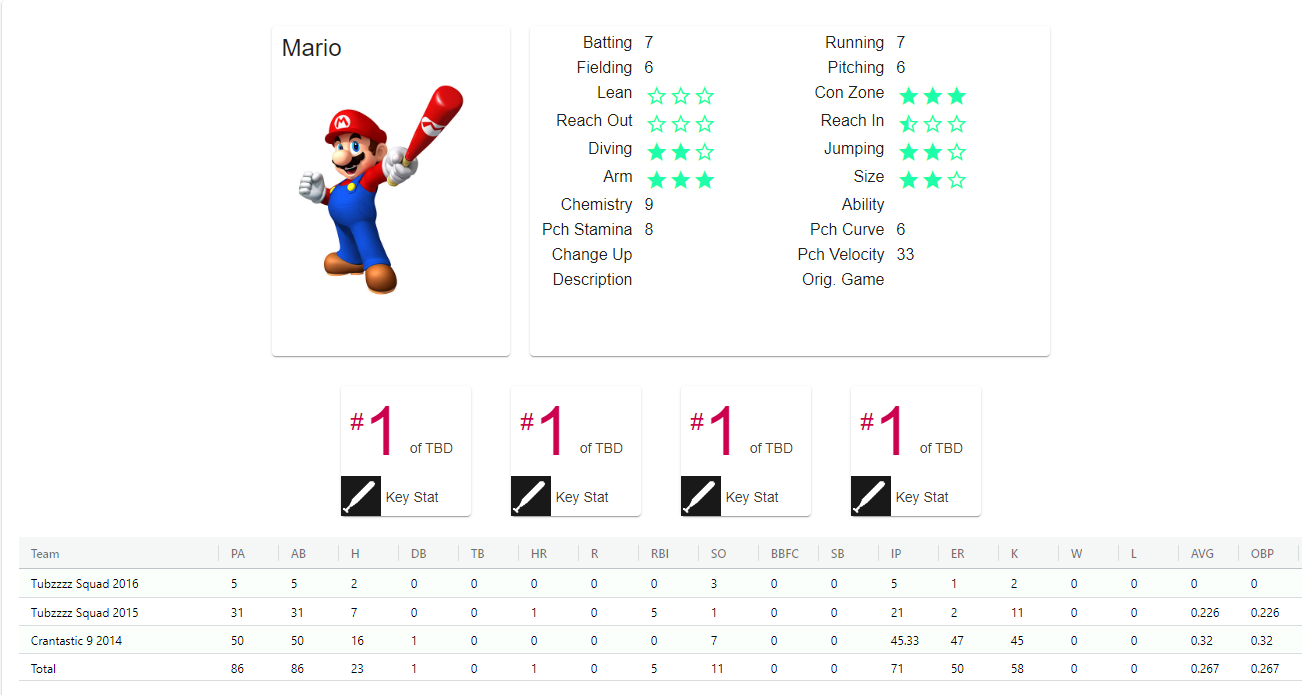 Mario
Batting 7 Running 7
Fielding 6 Pitching 6
Lean Con Zone
Reach Out Reach In
Diving Jumping
Arm Size
Chemistry 9 Ability
Pch Stamina 8 Pch Curve 6
Change Up Pch Velocity 33
Description Orig. Game
#1 of TBD #1 of TBD #1 of TBD #1 of TBD
Key Stat Key Stat Key Stat Key Stat
Team PA AB H DB TB HR R RBI SO BBFC SB IP ER K W L AVG OBP
Tubzzzz Squad 2016 5 5 2 0 0 0 0 0 3 0 0 5 1 2 0 0 0 0
Tubzzzz Squad 2015 31 31 7 0 0 1 0 5 1 0 0 21 2 11 0 0 0.226 0.226
Crantastic 9 2014 50 50 16 1 0 0 0 0 7 0 0 45.33 47 45 0 0 0.32 0.32
Total 86 86 23 1 0 1 0 5 11 0 0 71 50 58 0 0 0.267 0.267